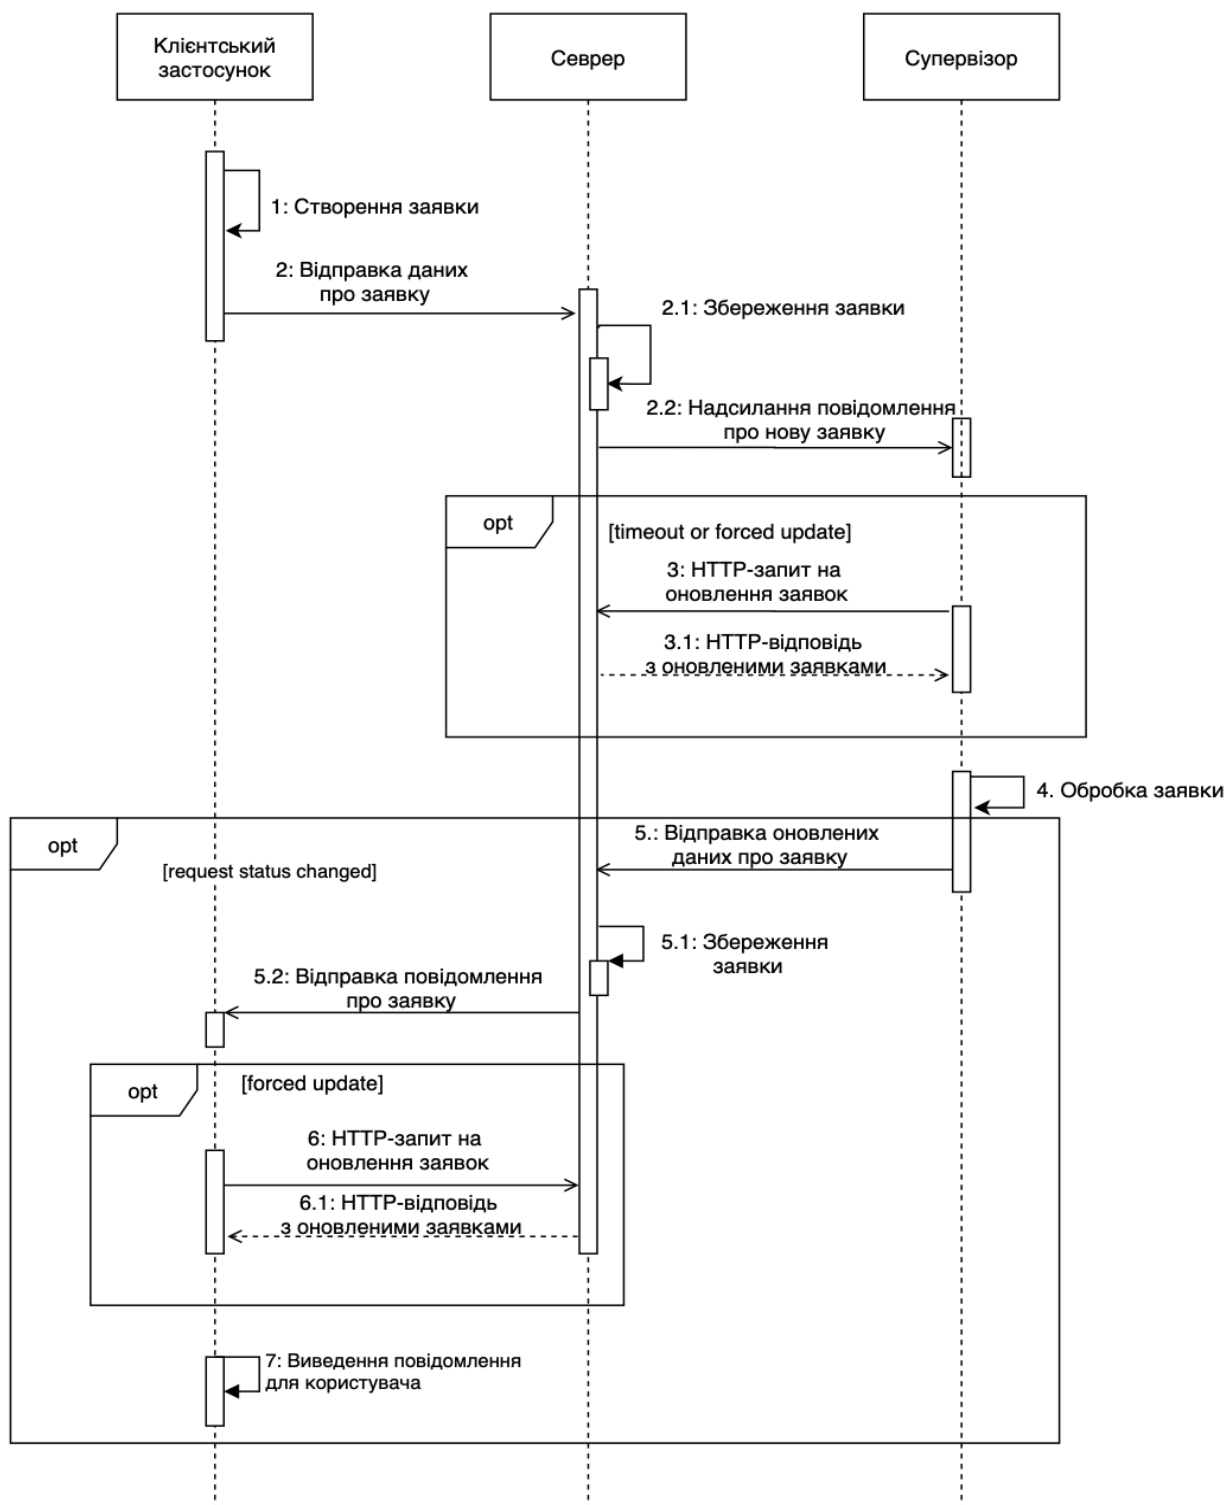 Клієнтський
застосунок
Севрер
Супервізор
1: Створення заявки
2: Відправка даних
про заявку
2.1: Збереження заявки
2.2: Надсилання повідомлення
про нову заявку
opt
[timeout or forced update]
3: HTTP-запит на
оновлення заявок
3.1: HTTP-відповідь
з оновленими заявками
4. Обробка заявки
opt
[request status changed]
5.: Відправка оновлених
даних про заявку
5.1: Збереження
заявки
5.2: Відправка повідомлення
про заявку
opt
[forced update]
6: HTTP-запит на
оновлення заявок
6.1: HTTP-відповідь
з оновленими заявками
7: Виведення повідомлення
для користувача